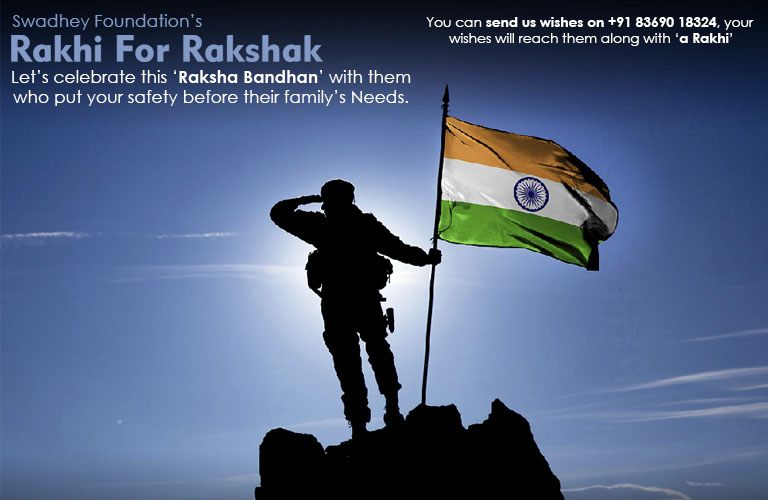 Swadhey Foundation's
Rakhi For Rakshak
Let's celebrate this ‘Raksha Bandhan’ with them
who put your safety before their family's Needs.
You can send us wishes on +91 83690 18324, your
wishes will reach them along with ‘a Rakhi’